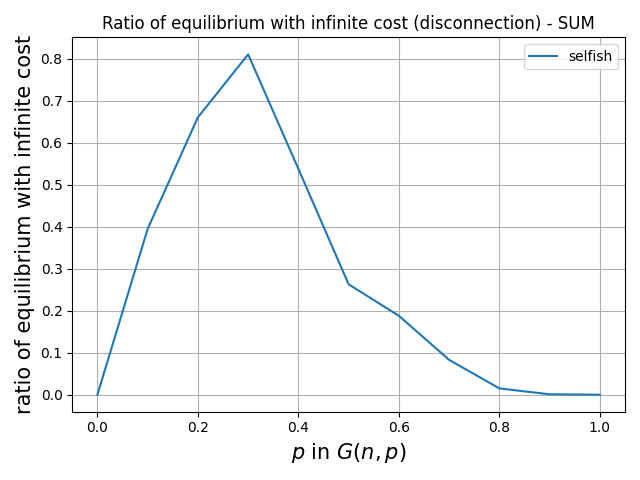 Ratio of equilibrium with infinite cost (disconnection) - SUM
ratio of equilibrium with infinite cost
selfish
0.8
0.7
0.6
0.5
0.4
0.3
0.2
0.1
0.0
0.0 0.2 0.4 0.6 0.8 1.0
p in G(n, p)